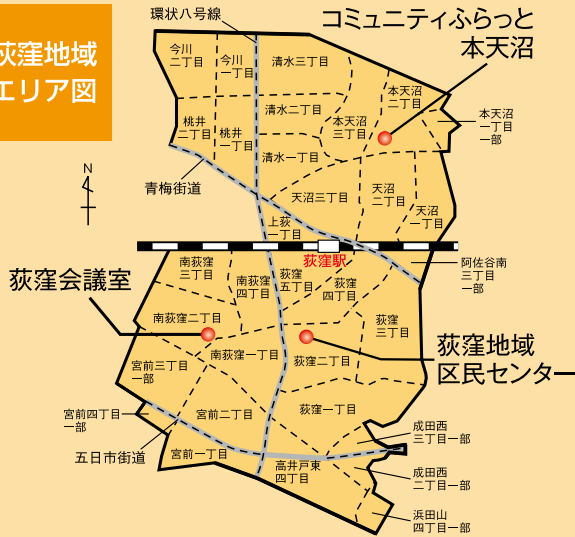 荻窪地域
エリア図
環状八号線
コミュニティふらっと
本天沼
今川
二丁目
今川
一丁目
清水三丁目
本天沼
二丁目
清水二丁目
本天沼
三丁目
本天沼
一丁目
一部
桃井
二丁目
桃井
一丁目
清水一丁目
N
青梅街道
天沼三丁目
天沼
二丁目
天沼
一丁目
上荻
一丁目
荻窪駅
阿佐谷南
三丁目
一部
南荻窪
三丁目
南荻窪
四丁目
荻窪
五丁目
荻窪
四丁目
荻窪会議室
南荻窪二丁目
荻窪
三丁目
南荻窪一丁目
荻窪二丁目
荻窪地域
区民センター
宮前三丁目
一部
宮前四丁目
一部
宮前二丁目
荻窪一丁目
成田西
三丁目一部
五日市街道
宮前一丁目
高井戸東
四丁目
成田西
二丁目一部
浜田山
四丁目一部